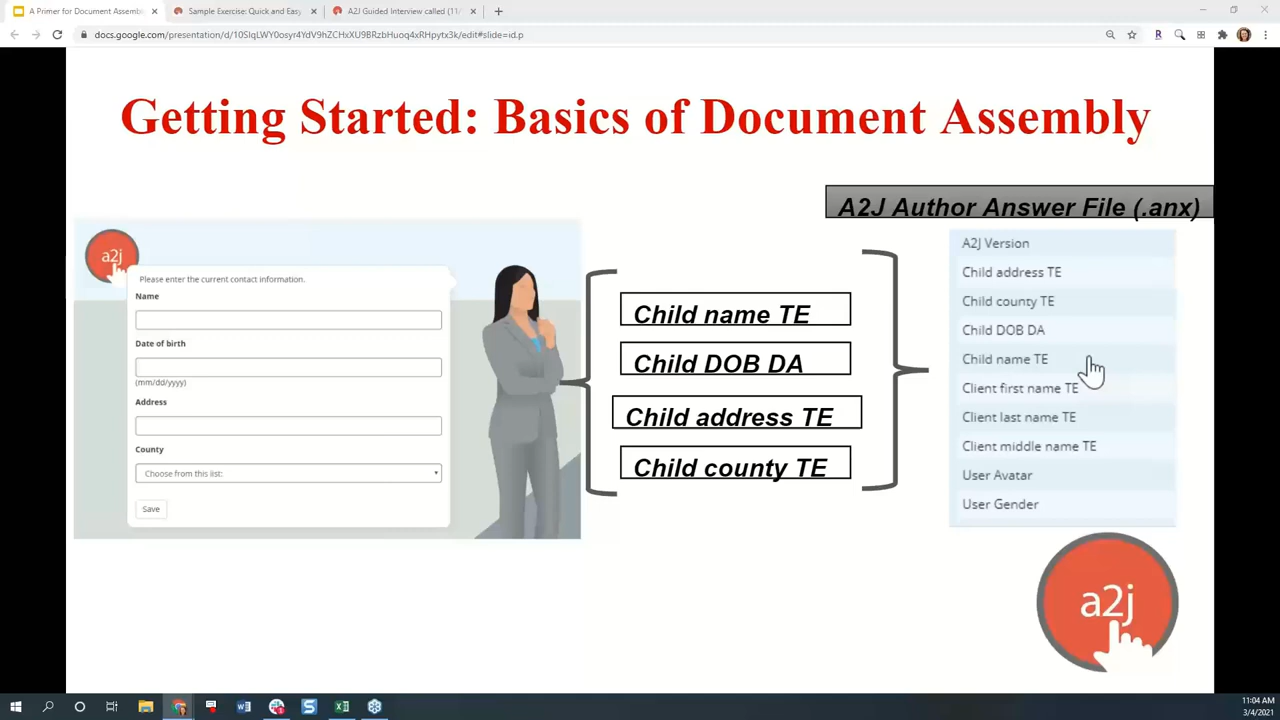 A Primer for Document Assembl
Sample Exercise: Quick and Easy
A2J Guided Interview called (11/
docs.google.com/presentation/d/10SIqLWY0osyr4YdV9hZCHxXU9BRzbHuoq4xRHpytx3k/edit#slide=id.p
Getting Started: Basics of Document Assembly
A2J Author Answer File (.anx)
a2j
Please enter the current contact information.
Name
Date of birth
(mm/dd/yyyy)
Address
County
Choose from this list:
Save
Child name TE
Child DOB DA
Child address TE
Child county TE
A2J Version
Child address TE
Child county TE
Child DOB DA
Child name TE
Client first name TE
Client last name TE
Client middle name TE
User Avatar
User Gender
a2j
11:04 AM
3/4/2021